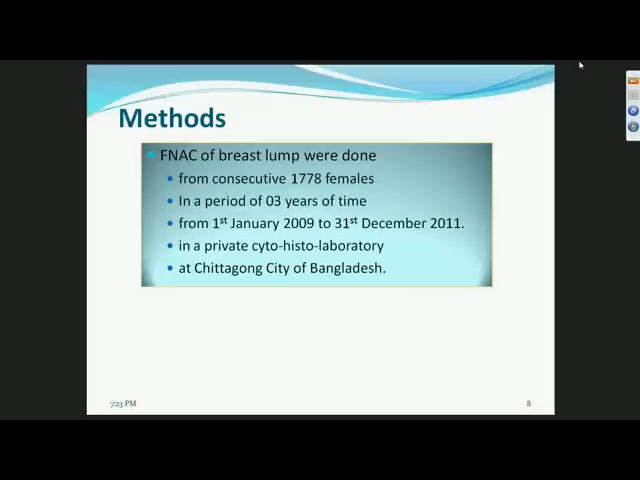 Methods
FNAC of breast lump were done
from consecutive 1778 females
In a period of 03 years of time
from 1st January 2009 to 31st December 2011.
in a private cyto-histo-laboratory
at Chittagong City of Bangladesh.
7:23 PM
8